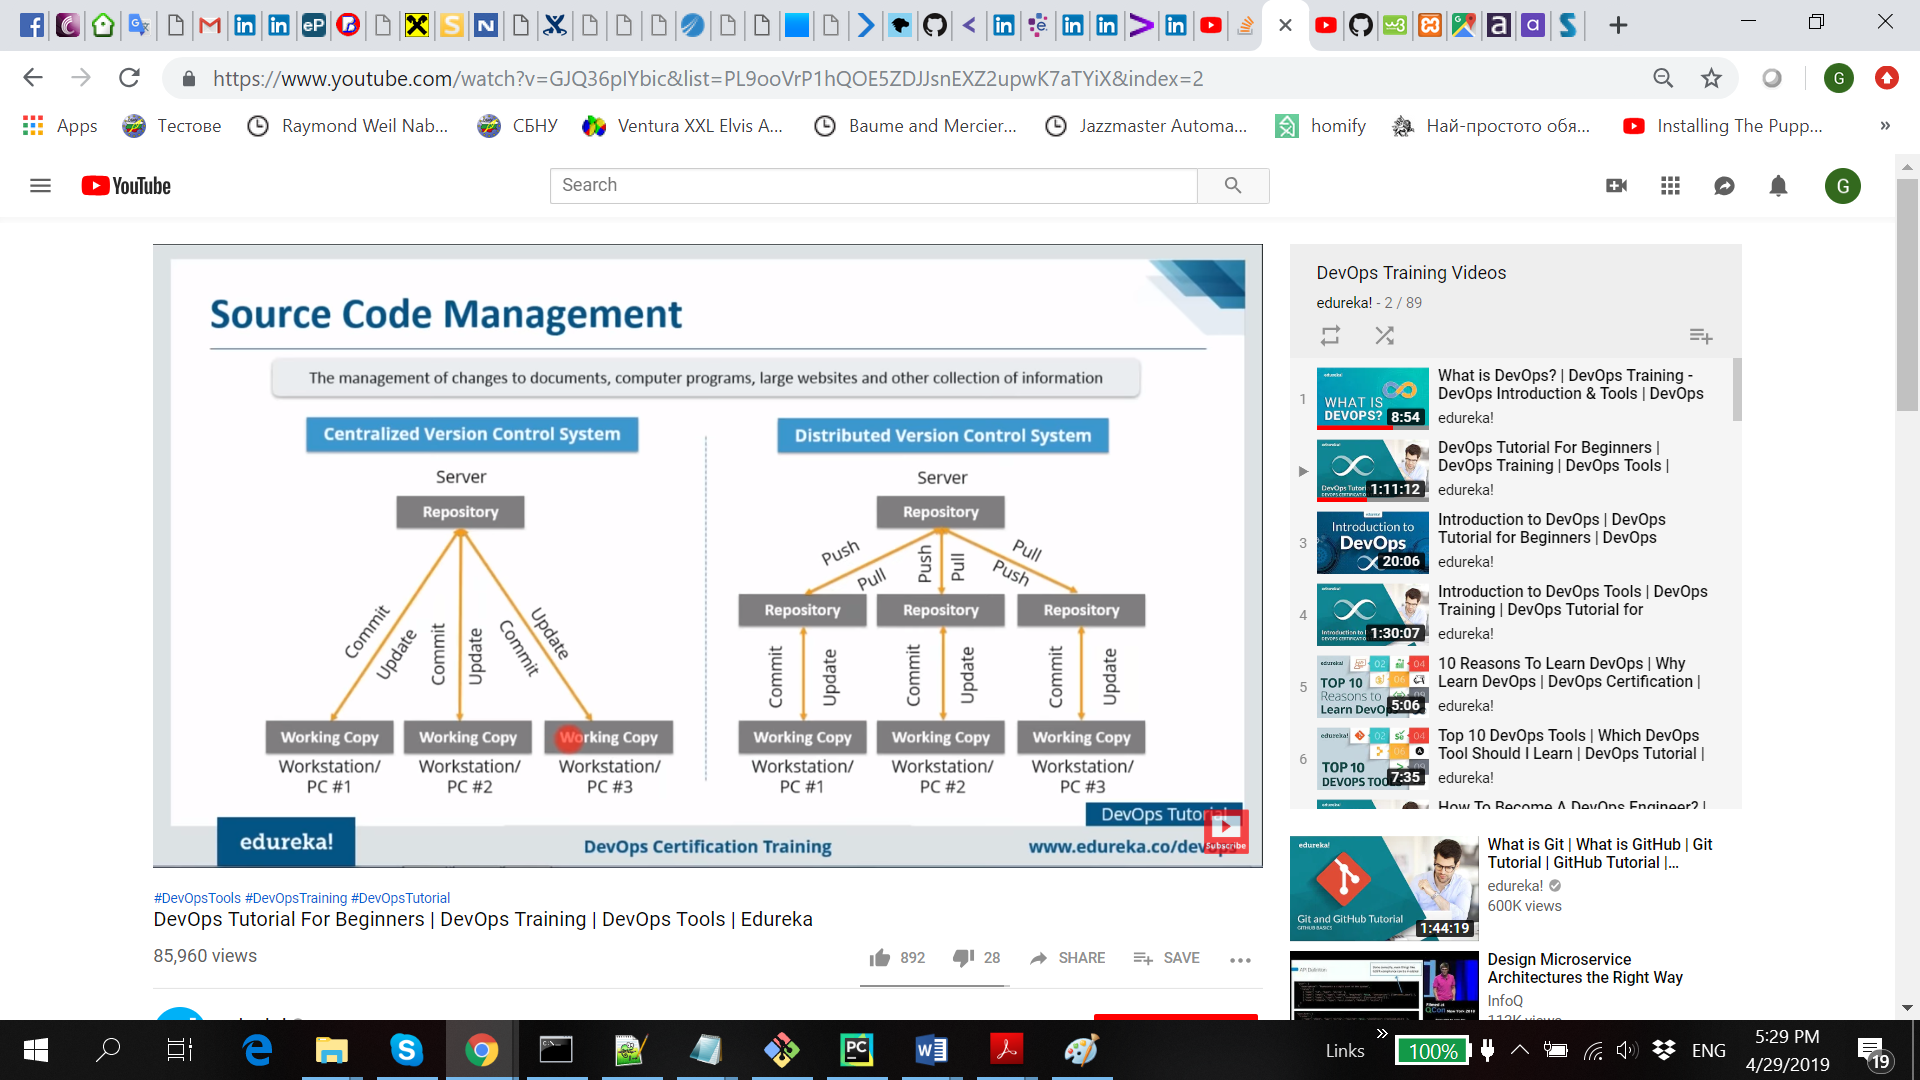 https://www.youtube.com/watch?v=GJQ36pIYbic&list=PL9ooVrP1hQOE5ZDJJsnEXZ2upwK7aTYiX&index=2
G
Apps
Тестове
Raymond Weil Nab...
СБНУ
Ventura XXL Elvis A...
Baume and Mercier...
Jazzmaster Automa...
homify
Най-простото обя...
Installing The Pupp...
»
YouTube
Search
G
Source Code Management
The management of changes to documents, computer programs, large websites and other collection of information
Centralized Version Control System
Server
Repository
Commit
Update
Commit
Update
Commit
Update
Working Copy
Working Copy
Working Copy
Workstation/
PC #1
Workstation/
PC #2
Workstation/
PC #3
Distributed Version Control System
Server
Repository
Push
Pull
Push
Pull
Pull
Push
Repository
Repository
Repository
Commit
Update
Commit
Update
Commit
Update
Working Copy
Working Copy
Working Copy
Workstation/
PC #1
Workstation/
PC #2
Workstation/
PC #3
DevOps Tutorial
Subscribe
edureka!
DevOps Certification Training
www.edureka.co/devops
#DevOpsTools #DevOpsTraining #DevOpsTutorial
DevOps Tutorial For Beginners | DevOps Training | DevOps Tools | Edureka
85,960 views
892
28
SHARE
SAVE
DevOps Training Videos
edureka! - 2 / 89
1
WHAT IS
DEVOPS?
8:54
What is DevOps? | DevOps Training -
DevOps Introduction & Tools | DevOps
edureka!
1:11:12
DevOps Tutorial For Beginners |
DevOps Training | DevOps Tools |
edureka!
3
Introduction to
DevOps
20:06
Introduction to DevOps | DevOps
Tutorial for Beginners | DevOps
edureka!
4
1:30:07
Introduction to DevOps Tools | DevOps
Training | DevOps Tutorial for
edureka!
5
TOP 10
Reasons to
Learn DevOps
5:06
10 Reasons To Learn DevOps | Why
Learn DevOps | DevOps Certification |
edureka!
6
TOP 10
DEVOPS TOOLS
7:35
Top 10 DevOps Tools | Which DevOps
Tool Should I Learn | DevOps Tutorial |
edureka!
How To Become A DevOps Engineer? |
edureka!
Git and GitHub Tutorial
GITHUB BASICS
1:44:19
What is Git | What is GitHub | Git
Tutorial | GitHub Tutorial |...
edureka!
600K views
Design Microservice
Architectures the Right Way
InfoQ
Links
100%
ENG
5:29 PM
4/29/2019
19